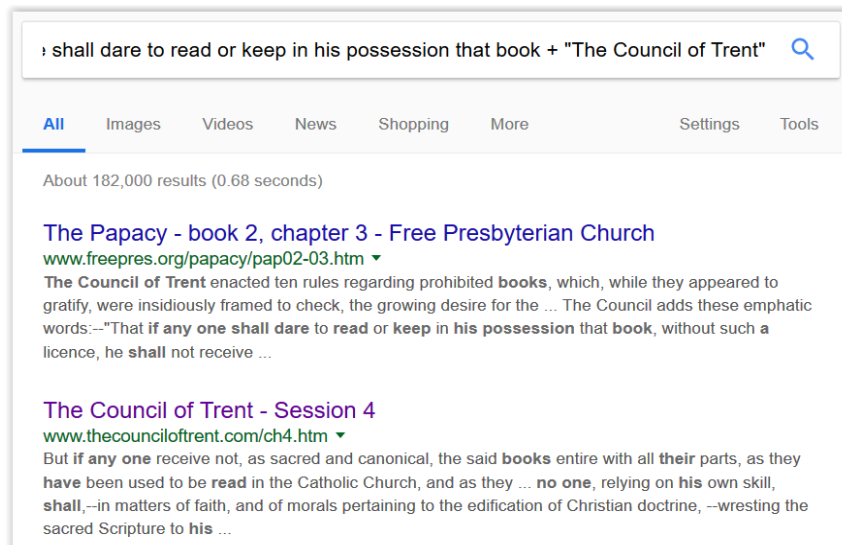 shall dare to read or keep in his possession that book + "The Council of Trent"
All Images Videos News Shopping More Settings Tools
About 182,000 results (0.68 seconds)
The Papacy - book 2, chapter 3 - Free Presbyterian Church
www.freepres.org/papacy/pap02-03.htm
The Council of Trent enacted ten rules regarding prohibited books, which, while they appeared to
gratify, were insidiously framed to check, the growing desire for the ... The Council adds these emphatic
words:--"That if any one shall dare to read or keep in his possession that book, without such a
licence, he shall not receive ...
The Council of Trent - Session 4
www.thecounciloftrent.com/ch4.htm
But if any one receive not, as sacred and canonical, the said books entire with all their parts, as they
have been used to be read in the Catholic Church, and as they ... no one, relying on his own skill,
shall,--in matters of faith, and of morals pertaining to the edification of Christian doctrine, --wresting the
sacred Scripture to his ...